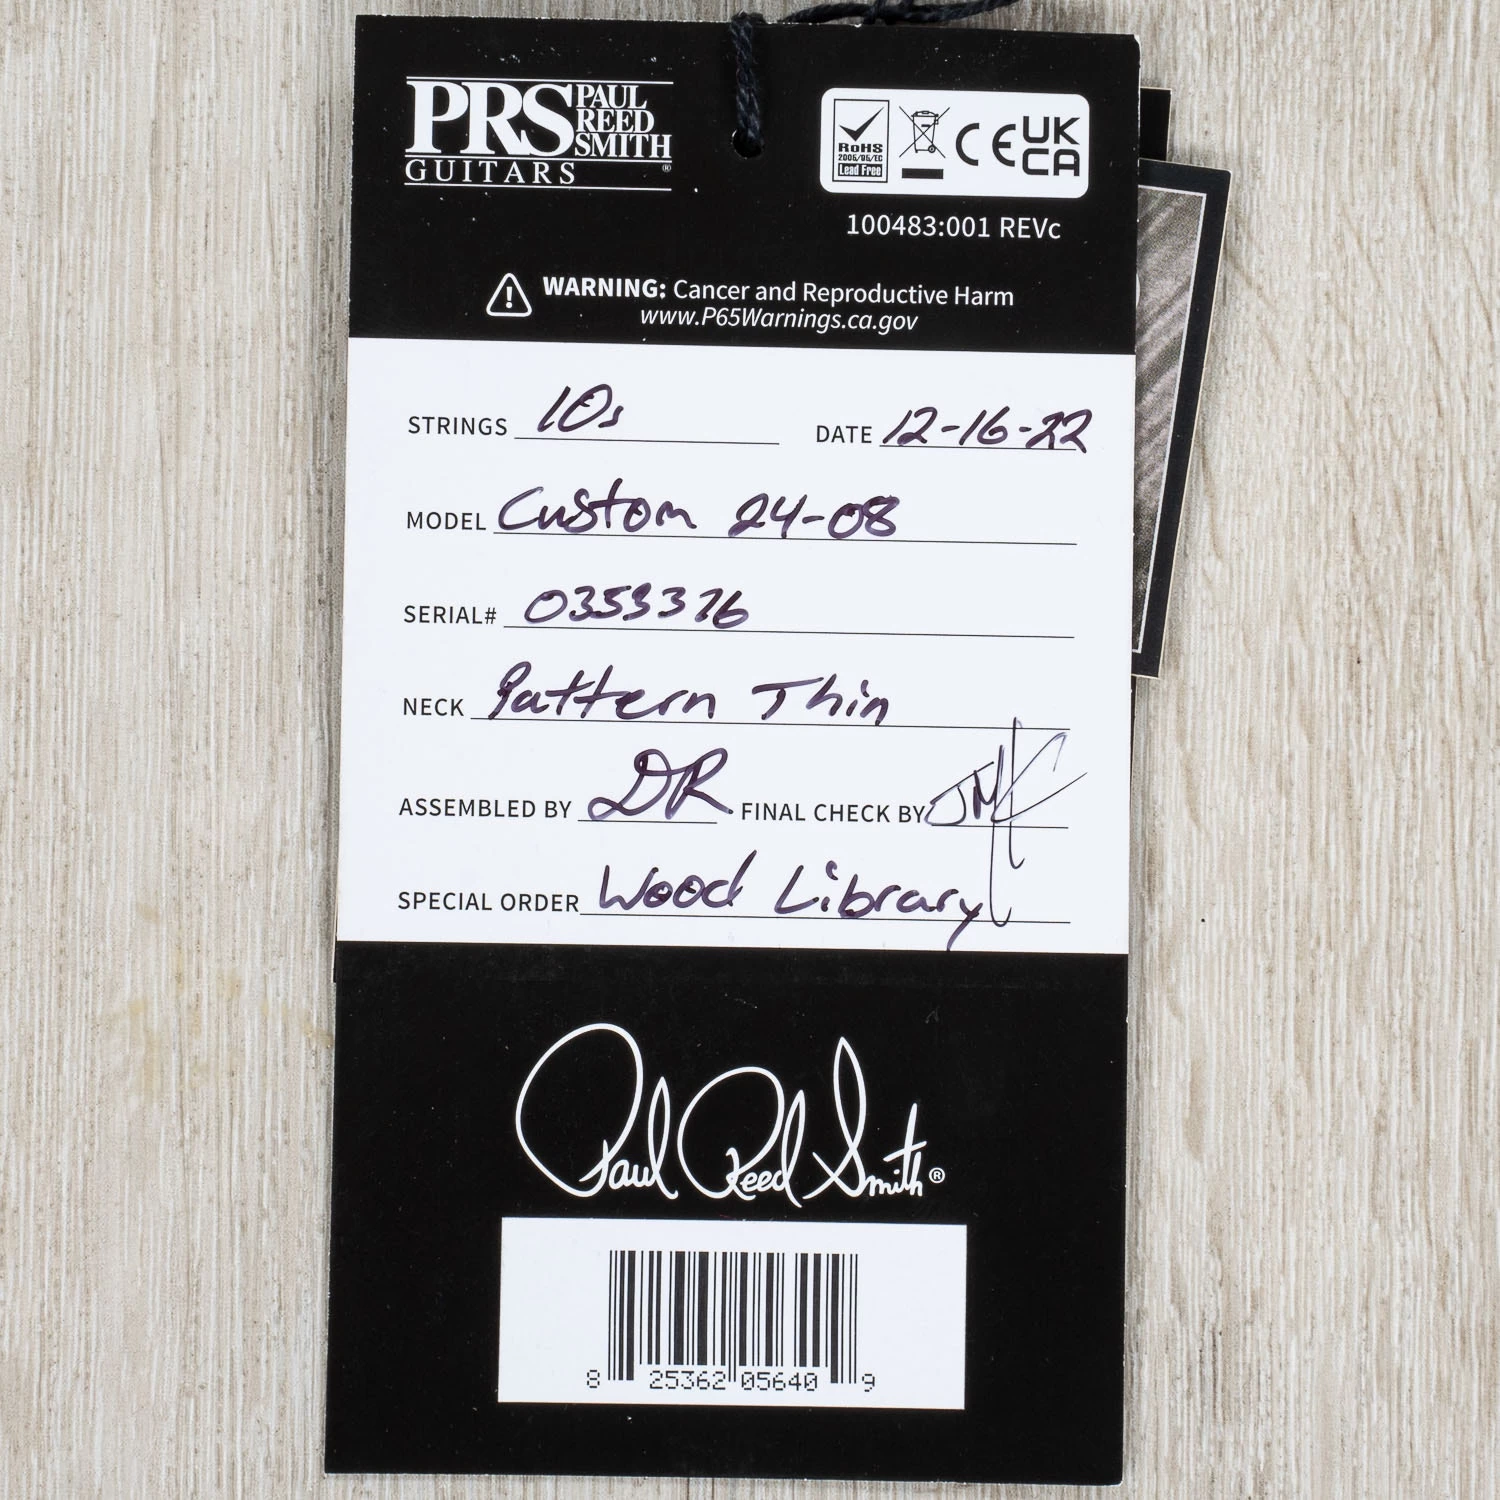 PRS PAUL REED SMITH
GUITARS ®
RoHS
2005/95/EC
Lead Free
CE UK CA
100483:001 REVc
WARNING: Cancer and Reproductive Harm
www.P65Warnings.ca.gov
STRINGS 10s DATE 12-16-22
MODEL Custom 24-08
SERIAL# 0353376
NECK Pattern Thin
ASSEMBLED BY DR FINAL CHECK BY JMK
SPECIAL ORDER Wood Library
Paul Reed Smith®
8 25362 05640 9